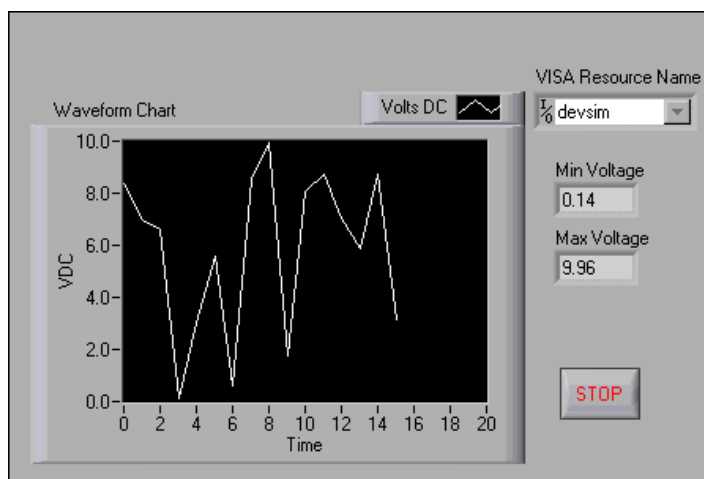 VISA Resource Name
I/O devsim
Waveform Chart
Volts DC
10.0
8.0
6.0
4.0
2.0
0.0
VDC
0 2 4 6 8 10 12 14 16 18 20
Time
Min Voltage
0.14
Max Voltage
9.96
STOP